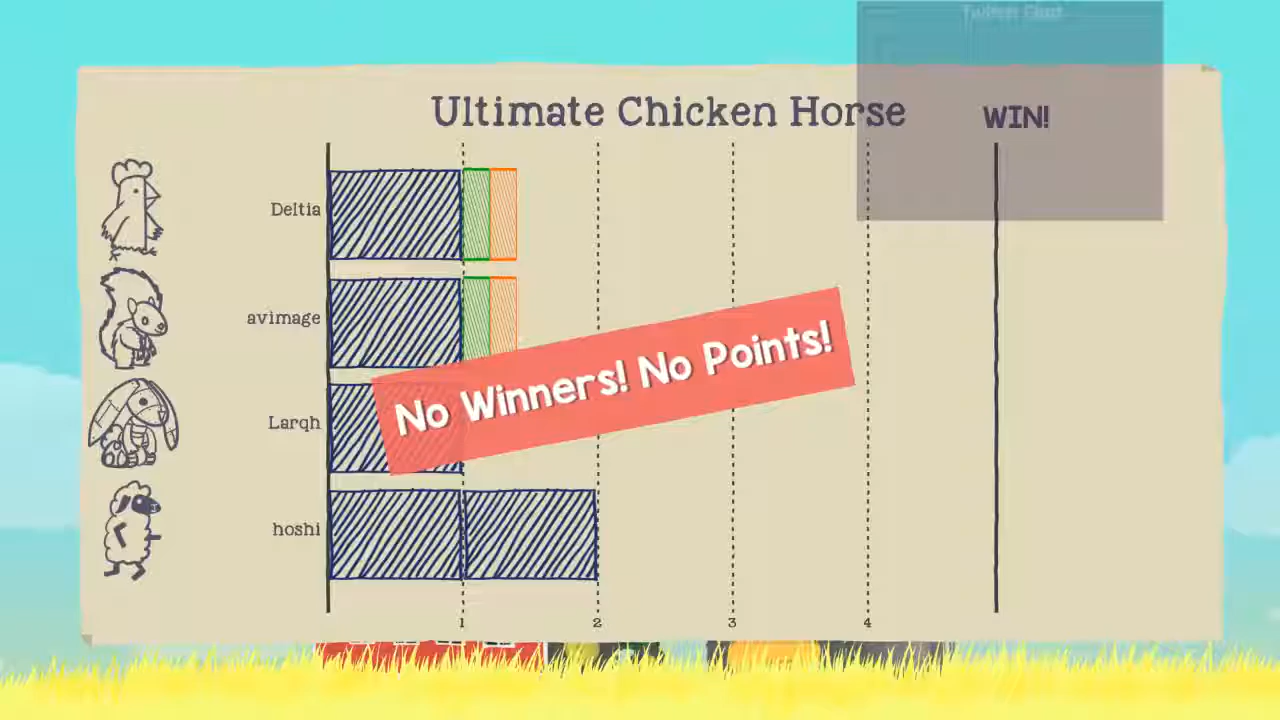 Ultimate Chicken Horse
WIN!
Deltia
avimage
Larqh
hoshi
No Winners! No Points!
1 2 3 4